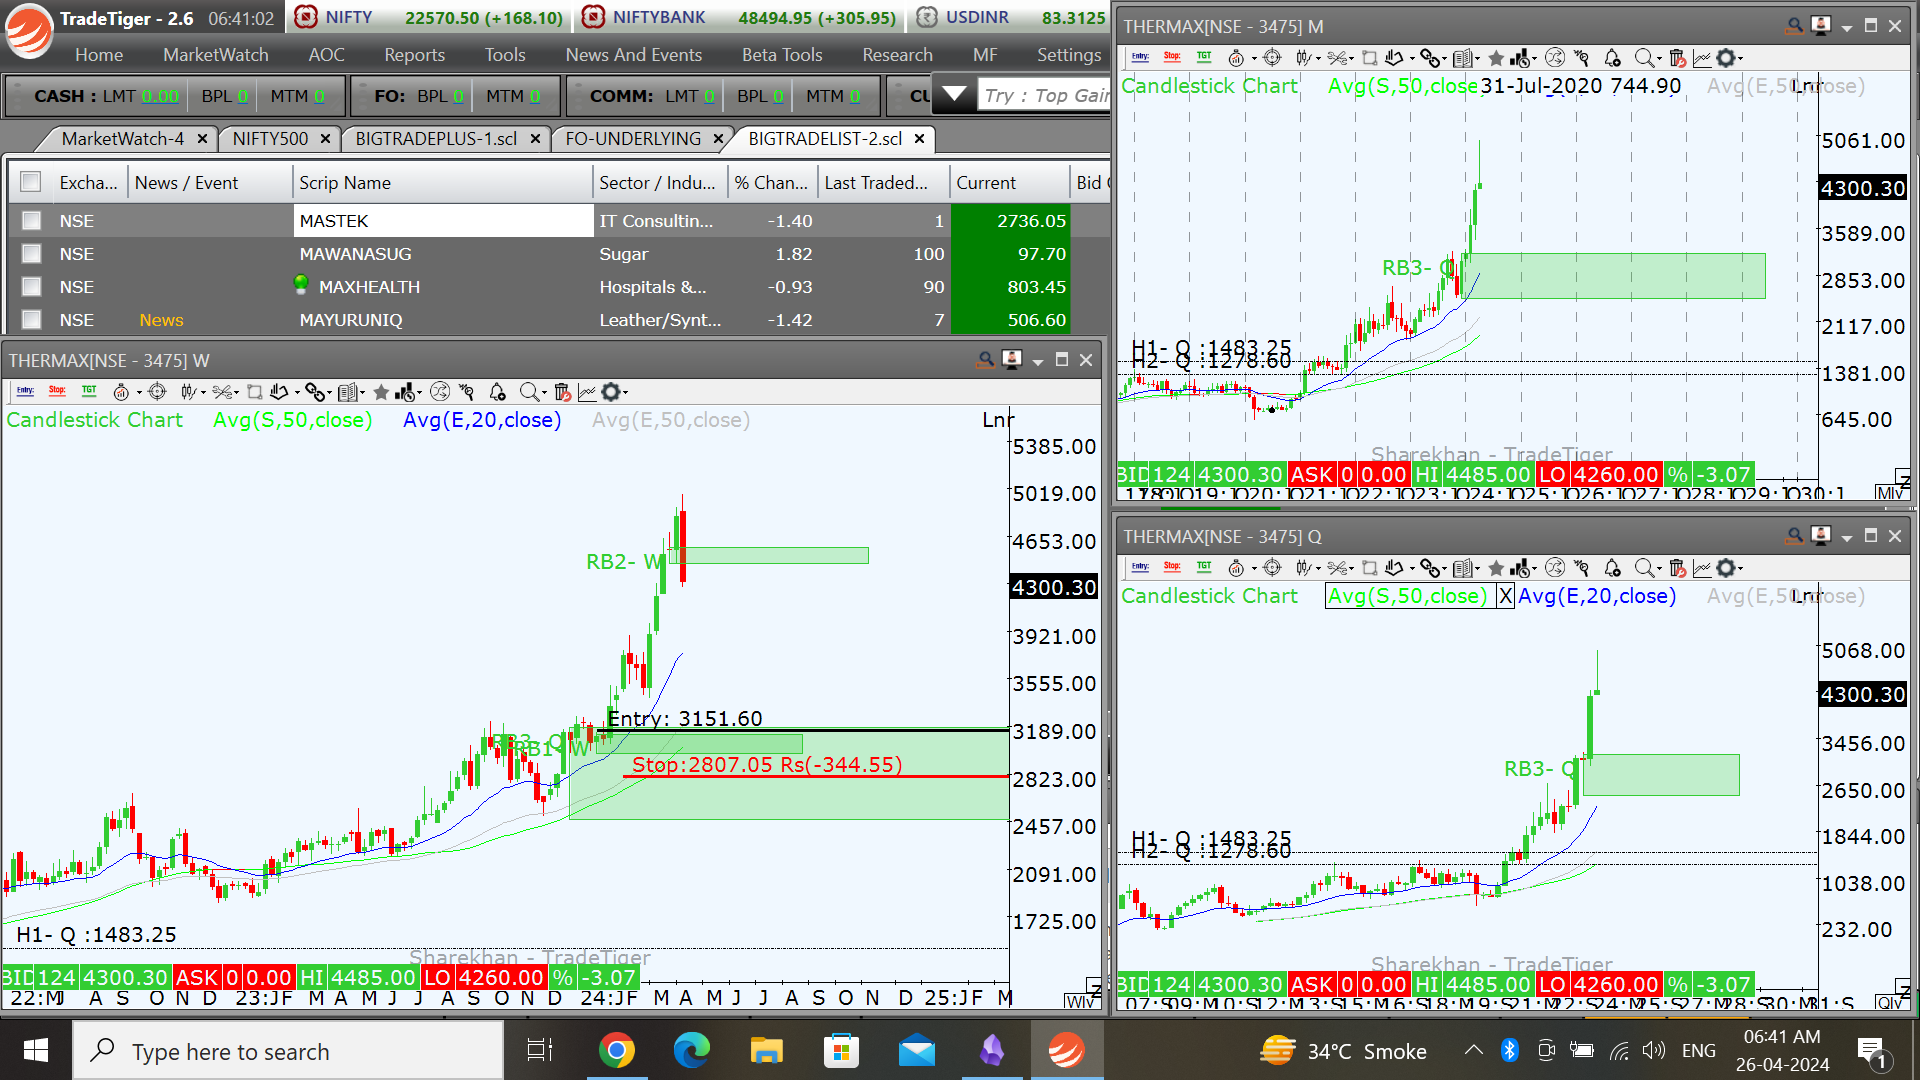 TradeTiger - 2.6 06:41:02 NIFTY 22570.50 (+168.10) NIFTYBANK 48494.95 (+305.95) USDINR 83.3125
Home MarketWatch AOC Reports Tools News And Events Beta Tools Research MF Settings
CASH : LMT 0.00 BPL 0 MTM 0 FO: BPL 0 MTM 0 COMM: LMT 0 BPL 0 MTM 0 CU Try : Top Gain
MarketWatch-4 × NIFTY500 × BIGTRADEPLUS-1.scl × FO-UNDERLYING × BIGTRADELIST-2.scl ×
Excha... News / Event Scrip Name Sector / Indu... % Chan... Last Traded... Current Bid
NSE MASTEK IT Consultin... -1.40 1 2736.05
NSE MAWANASUG Sugar 1.82 100 97.70
NSE MAXHEALTH Hospitals &... -0.93 90 803.45
NSE News MAYURUNIQ Leather/Synt... -1.42 7 506.60
THERMAX[NSE - 3475] W
Entry: Stop: TGT
Candlestick Chart Avg(S,50,close) Avg(E,20,close) Avg(E,50,close) Lnr
5385.00
5019.00
4653.00
RB2- W
4300.30
3921.00
3555.00
Entry: 3151.60
3189.00
RB3- Q
RB1- W
Stop:2807.05 Rs(-344.55)
2823.00
2457.00
2091.00
1725.00
H1- Q :1483.25
Sharekhan - TradeTiger
BID 124 4300.30 ASK 0 0.00 HI 4485.00 LO 4260.00 % -3.07
22:M J A S O N D 23:JF M A M J J A S O N D 24:JF M A M J J A S O N D 25:JF M
Wlv
THERMAX[NSE - 3475] M
Entry: Stop: TGT
Candlestick Chart Avg(S,50,close 31-Jul-2020 744.90 Avg(E,50,close) Lnr
5061.00
4300.30
3589.00
RB3- Q
2853.00
2117.00
H1- Q :1483.25
H2- Q :1278.60
1381.00
645.00
Sharekhan - TradeTiger
BID 124 4300.30 ASK 0 0.00 HI 4485.00 LO 4260.00 % -3.07
Mlv
THERMAX[NSE - 3475] Q
Entry: Stop: TGT
Candlestick Chart Avg(S,50,close) X Avg(E,20,close) Avg(E,50,close) Lnr
5068.00
4300.30
3456.00
RB3- Q
2650.00
1844.00
H1- Q :1483.25
H2- Q :1278.60
1038.00
232.00
Sharekhan - TradeTiger
BID 124 4300.30 ASK 0 0.00 HI 4485.00 LO 4260.00 % -3.07
Qlv
Type here to search
34°C Smoke
ENG
06:41 AM
26-04-2024
1